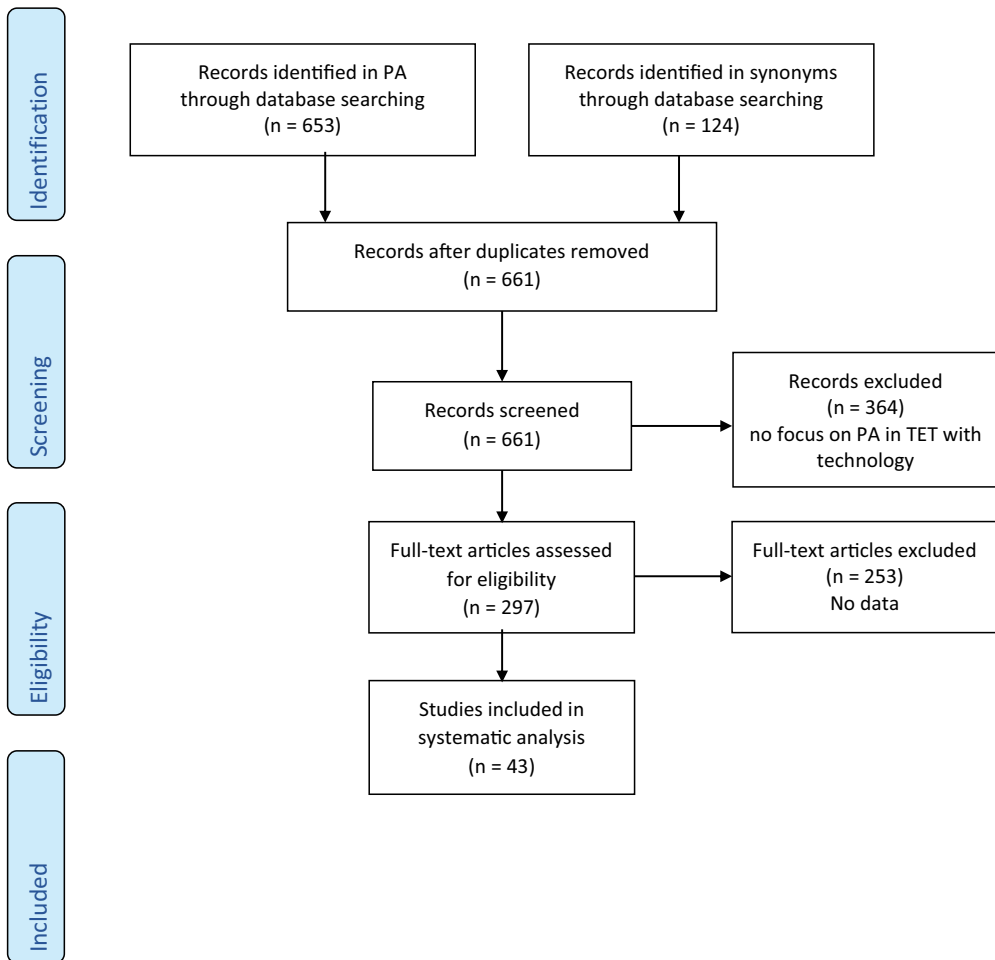 Identification
Records identified in PA
through database searching
(n = 653)
Records identified in synonyms
through database searching
(n = 124)
Records after duplicates removed
(n = 661)
Screening
Records screened
(n = 661)
Records excluded
(n = 364)
no focus on PA in TET with
technology
Eligibility
Full-text articles assessed
for eligibility
(n = 297)
Full-text articles excluded
(n = 253)
No data
Studies included in
systematic analysis
(n = 43)
Included